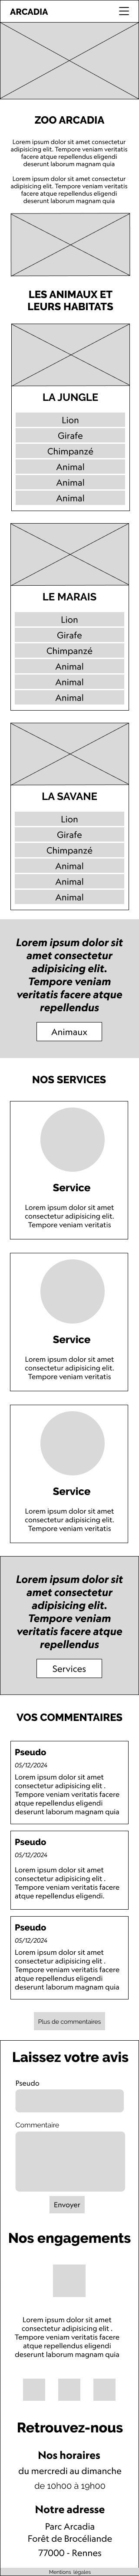 ARCADIA
ZOO ARCADIA
Lorem ipsum dolor sit amet consectetur
adipisicing elit. Tempore veniam veritatis
facere atque repellendus eligendi
deserunt laborum magnam quia
Lorem ipsum dolor sit amet consectetur
adipisicing elit. Tempore veniam veritatis
facere atque repellendus eligendi
deserunt laborum magnam quia
LES ANIMAUX ET
LEURS HABITATS
LA JUNGLE
Lion
Girafe
Chimpanzé
Animal
Animal
Animal
LE MARAIS
Lion
Girafe
Chimpanzé
Animal
Animal
Animal
LA SAVANE
Lion
Girafe
Chimpanzé
Animal
Animal
Animal
Lorem ipsum dolor sit
amet consectetur
adipisicing elit.
Tempore veniam
veritatis facere atque
repellendus
Animaux
NOS SERVICES
Service
Lorem ipsum dolor sit amet
consectetur adipisicing elit.
Tempore veniam veritatis
Service
Lorem ipsum dolor sit amet
consectetur adipisicing elit.
Tempore veniam veritatis
Service
Lorem ipsum dolor sit amet
consectetur adipisicing elit.
Tempore veniam veritatis
Lorem ipsum dolor sit
amet consectetur
adipisicing elit.
Tempore veniam
veritatis facere atque
repellendus
Services
VOS COMMENTAIRES
Pseudo
05/12/2024
Lorem ipsum dolor sit amet
consectetur adipisicing elit .
Tempore veniam veritatis facere
atque repellendus eligendi
deserunt laborum magnam quia
Pseudo
05/12/2024
Lorem ipsum dolor sit amet
consectetur adipisicing elit .
Tempore veniam veritatis facere
atque repellendus eligendi.
Pseudo
05/12/2024
Lorem ipsum dolor sit amet
consectetur adipisicing elit .
Tempore veniam veritatis facere
atque repellendus eligendi
deserunt laborum magnam quia
Plus de commentaires
Laissez votre avis
Pseudo
Commentaire
Envoyer
Nos engagements
Lorem ipsum dolor sit amet
consectetur adipisicing elit .
Tempore veniam veritatis facere
atque repellendus eligendi
deserunt laborum magnam quia
Retrouvez-nous
Nos horaires
du mercredi au dimanche
de 10h00 à 19h00
Notre adresse
Parc Arcadia
Forêt de Brocéliande
77000 - Rennes
Mentions légales